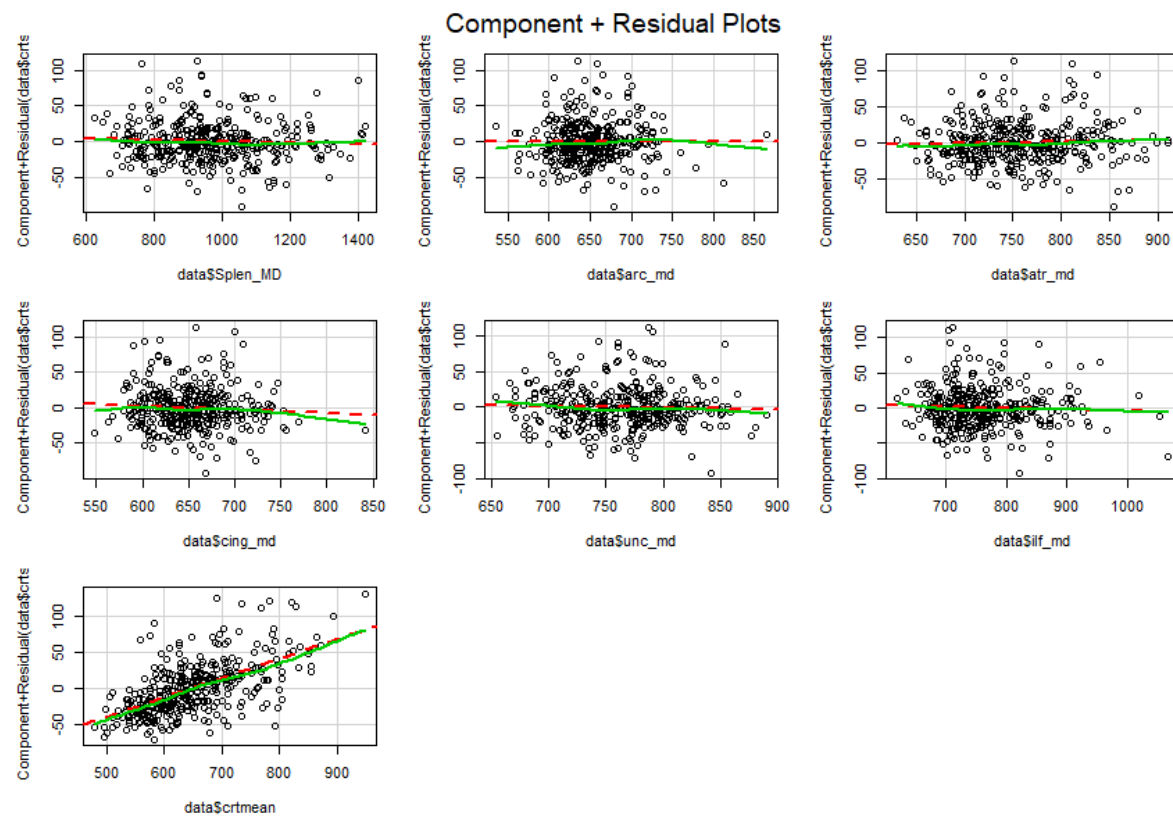 Component + Residual Plots
Component+Residual(data$crts
100
50
0
-50
600 800 1000 1200 1400
data$Splen_MD
Component+Residual(data$crts
100
50
0
-50
550 600 650 700 750 800 850
data$arc_md
Component+Residual(data$crts
100
50
0
-50
650 700 750 800 850 900
data$atr_md
Component+Residual(data$crts
100
50
0
-50
550 600 650 700 750 800 850
data$cing_md
Component+Residual(data$crts
100
50
0
-100
650 700 750 800 850 900
data$unc_md
Component+Residual(data$crts
100
50
0
-100
700 800 900 1000
data$ilf_md
Component+Residual(data$crts
100
50
0
-50
500 600 700 800 900
data$crtmean